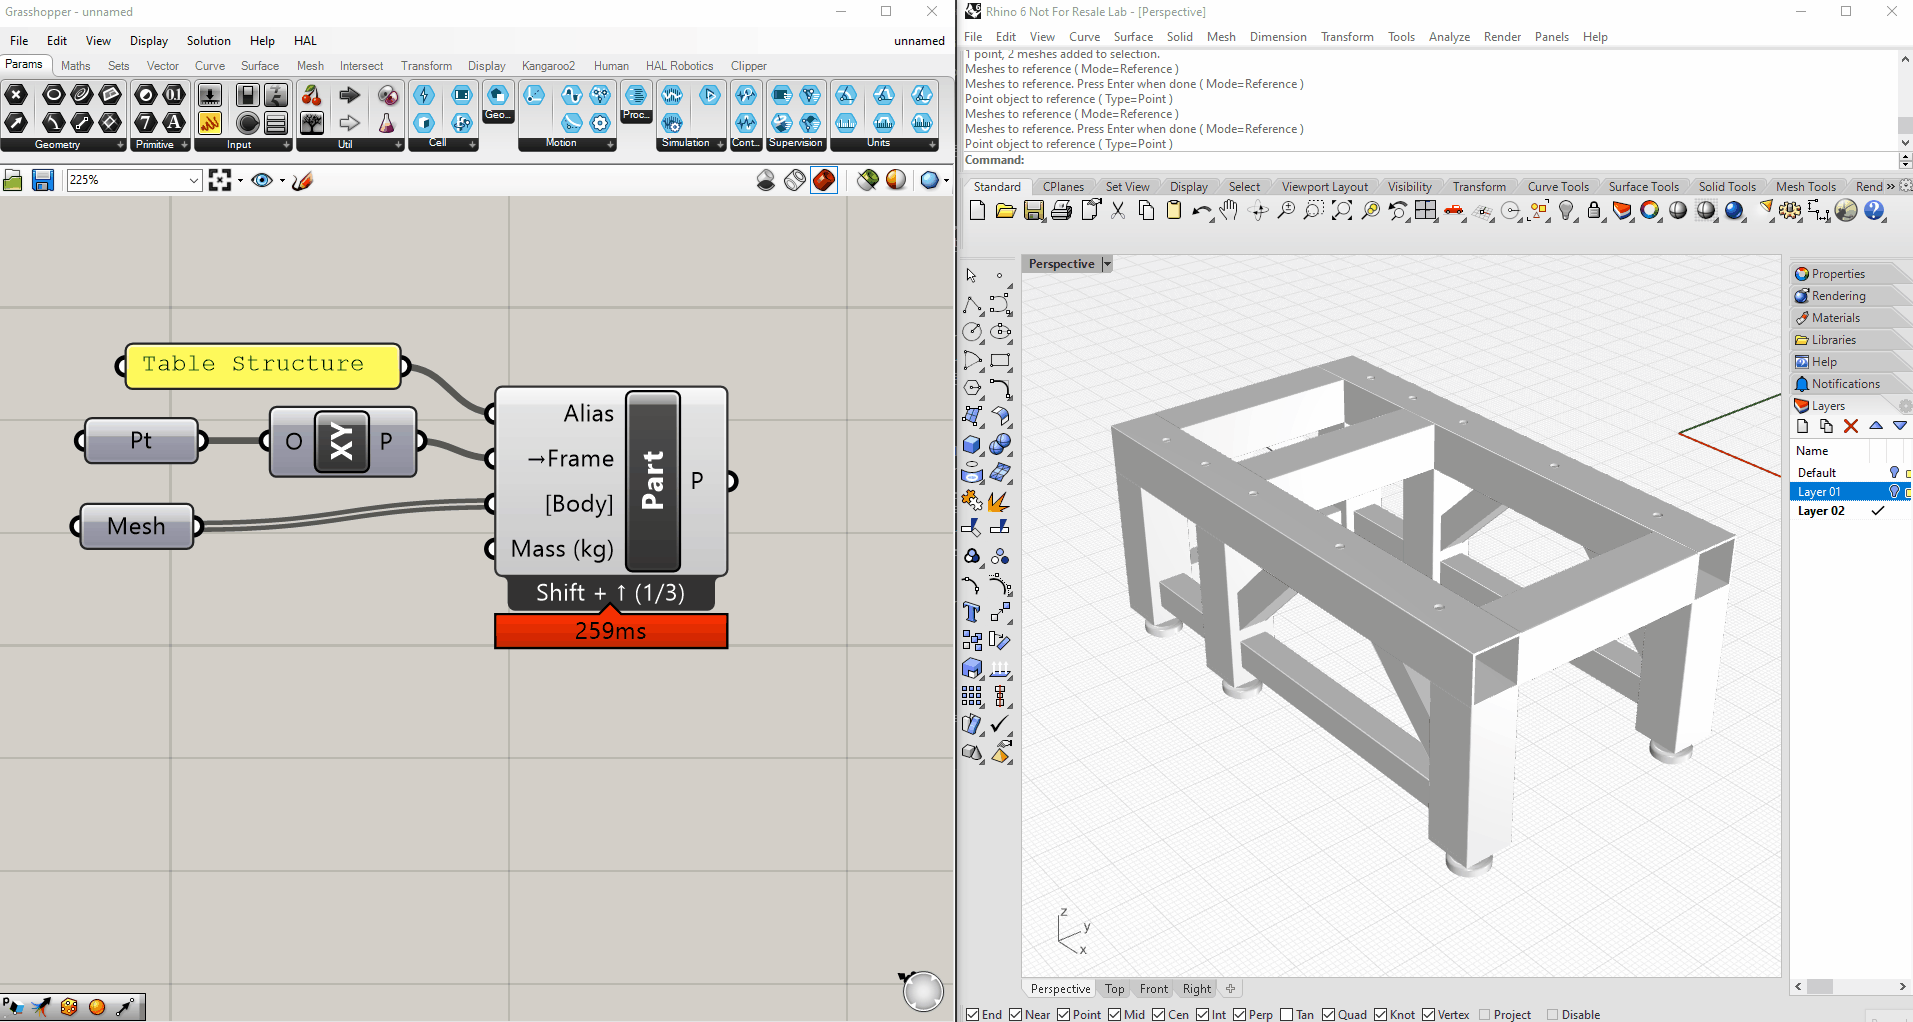 Grasshopper - unnamed
File Edit View Display Solution Help HAL unnamed
Params Maths Sets Vector Curve Surface Mesh Intersect Transform Display Kangaroo2 Human HAL Robotics Clipper
Geo... Proc...
Geometry Primitive Input Util Cell Motion Simulation Cont... Supervision Units
225%
Table Structure
Pt
O XY P
Mesh
Alias
→Frame
[Body]
Mass (kg)
Part
P
Shift + ↑ (1/3)
259ms
Rhino 6 Not For Resale Lab - [Perspective]
File Edit View Curve Surface Solid Mesh Dimension Transform Tools Analyze Render Panels Help
1 point, 2 meshes added to selection.
Meshes to reference ( Mode=Reference )
Meshes to reference. Press Enter when done ( Mode=Reference )
Point object to reference ( Type=Point )
Meshes to reference ( Mode=Reference )
Meshes to reference. Press Enter when done ( Mode=Reference )
Point object to reference ( Type=Point )
Command:
Standard CPlanes Set View Display Select Viewport Layout Visibility Transform Curve Tools Surface Tools Solid Tools Mesh Tools Rend »
Perspective
Properties
Rendering
Materials
Libraries
Help
Notifications
Layers
Name
Default
Layer 01
Layer 02
z
y
x
Perspective Top Front Right
End Near Point Mid Cen Int Perp Tan Quad Knot Vertex Project Disable